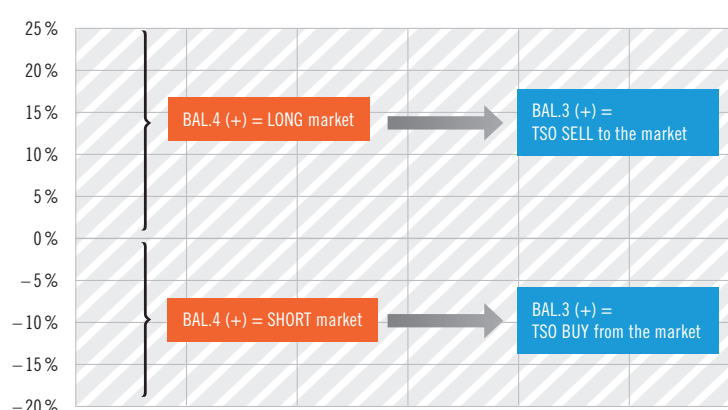 25 %
20 %
15 %
10 %
5 %
0 %
– 5 %
– 10 %
– 15 %
– 20 %
BAL.4 (+) = LONG market
BAL.3 (+) =
TSO SELL to the market
BAL.4 (+) = SHORT market
BAL.3 (+) =
TSO BUY from the market